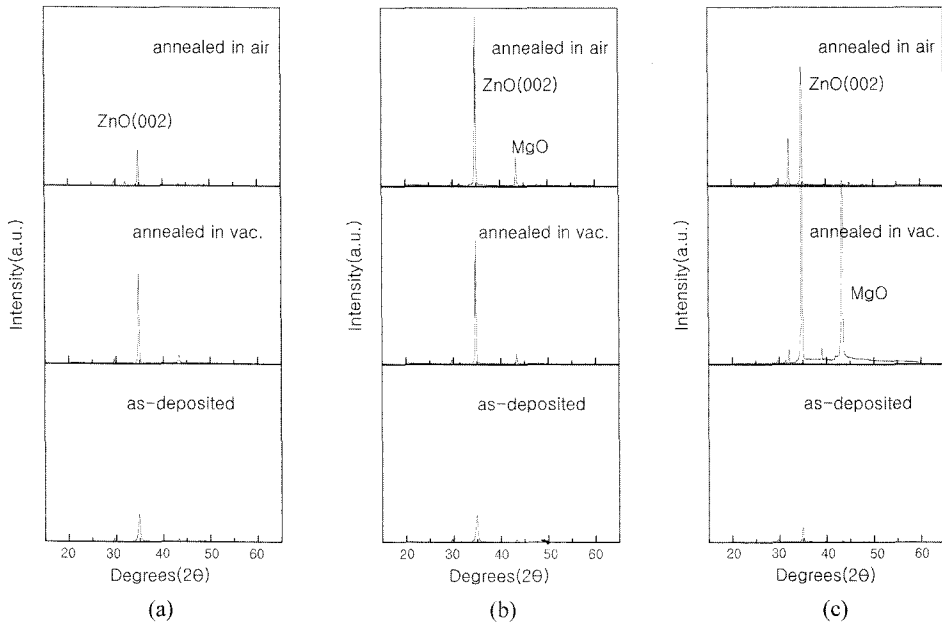 annealed in air
ZnO(002)
annealed in vac.
as-deposited
Intensity(a.u.)
20 30 40 50 60
Degrees(2θ)
(a)
annealed in air
ZnO(002)
MgO
annealed in vac.
as-deposited
Intensity(a.u.)
20 30 40 50 60
Degrees(2θ)
(b)
annealed in air
ZnO(002)
annealed in vac.
MgO
as-deposited
Intensity(a.u.)
20 30 40 50 60
Degrees(2θ)
(c)